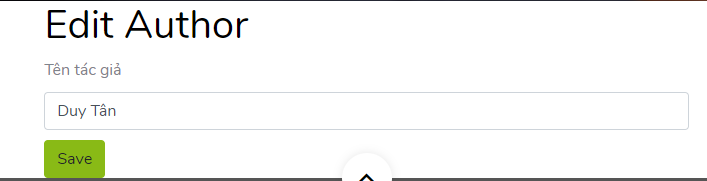 Edit Author
Tên tác giả
Duy Tân
Save